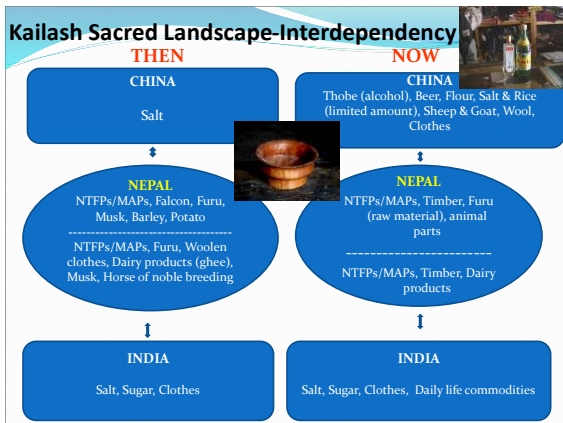 Kailash Sacred Landscape-Interdependency
THEN
CHINA
Salt
NEPAL
NTFPs/MAPs, Falcon, Furu,
Musk, Barley, Potato
-------------------------------------
NTFPs/MAPs, Furu, Woolen
clothes, Dairy products (ghee),
Musk, Horse of noble breeding
INDIA
Salt, Sugar, Clothes
NOW
CHINA
Thobe (alcohol), Beer, Flour, Salt & Rice
(limited amount), Sheep & Goat, Wool,
Clothes
NEPAL
NTFPs/MAPs, Timber, Furu
(raw material), animal
parts
------------------------
NTFPs/MAPs, Timber, Dairy
products
INDIA
Salt, Sugar, Clothes, Daily life commodities